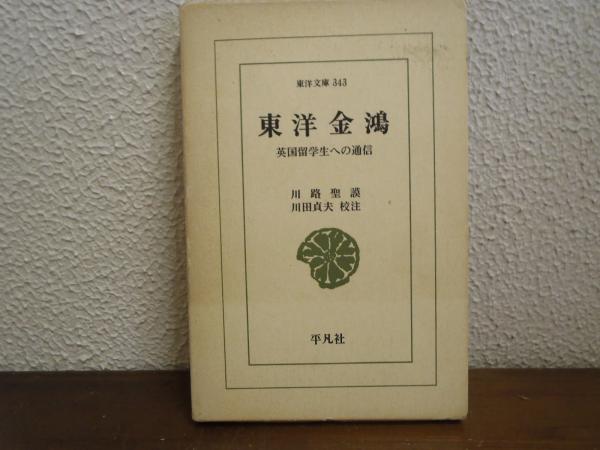 東洋文庫 343
東洋金鴻
英国留学生への通信
川路聖謨
川田貞夫 校注
平凡社